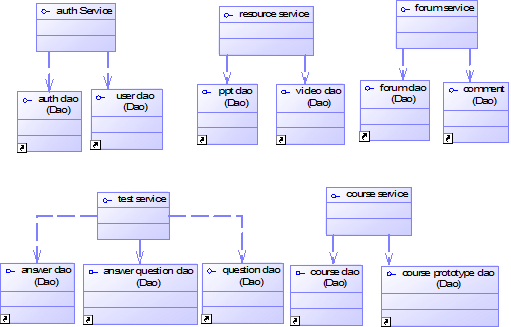 auth Service
resource service
forum service
auth dao
(Dao)
user dao
(Dao)
ppt dao
(Dao)
video dao
(Dao)
forum dao
(Dao)
comment
(Dao)
test service
course service
answer dao
(Dao)
answer question dao
(Dao)
question dao
(Dao)
course dao
(Dao)
course prototype dao
(Dao)